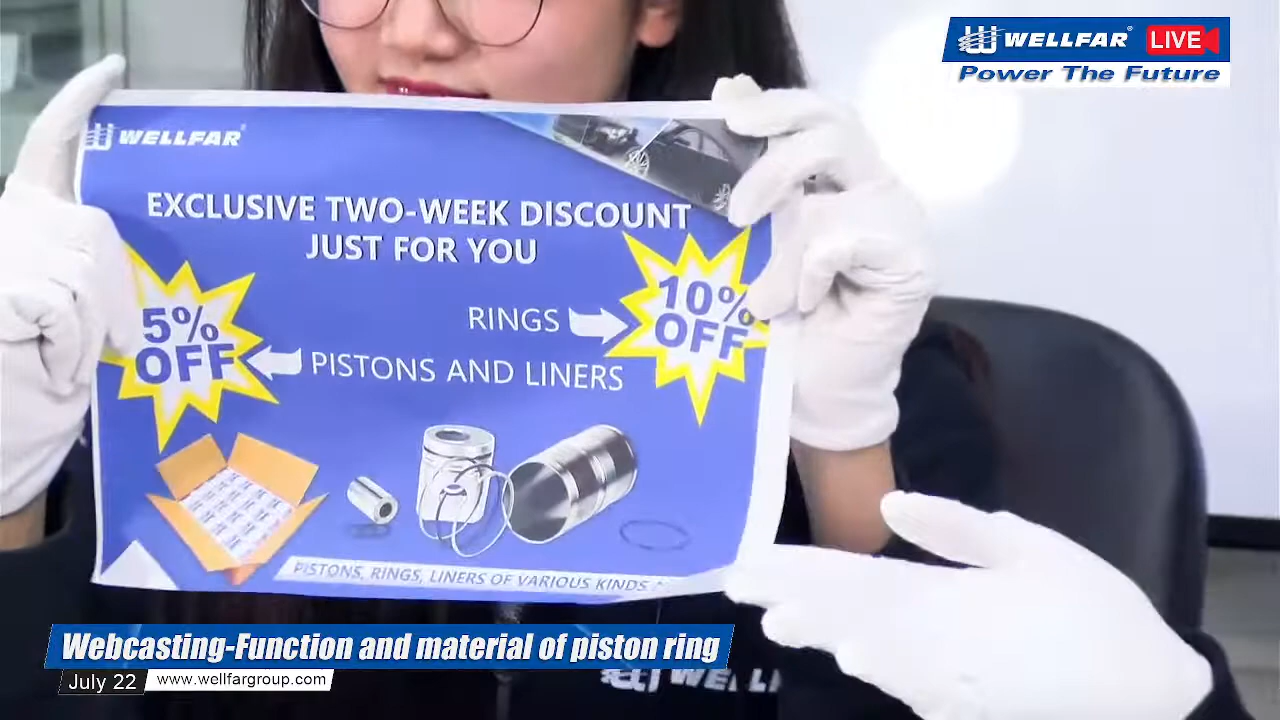 WELLFAR
LIVE
Power The Future
WELLFAR
EXCLUSIVE TWO-WEEK DISCOUNT
JUST FOR YOU
5%
OFF
RINGS
10%
OFF
PISTONS AND LINERS
PISTONS, RINGS, LINERS OF VARIOUS KINDS
Webcasting-Function and material of piston ring
July 22
www.wellfargroup.com